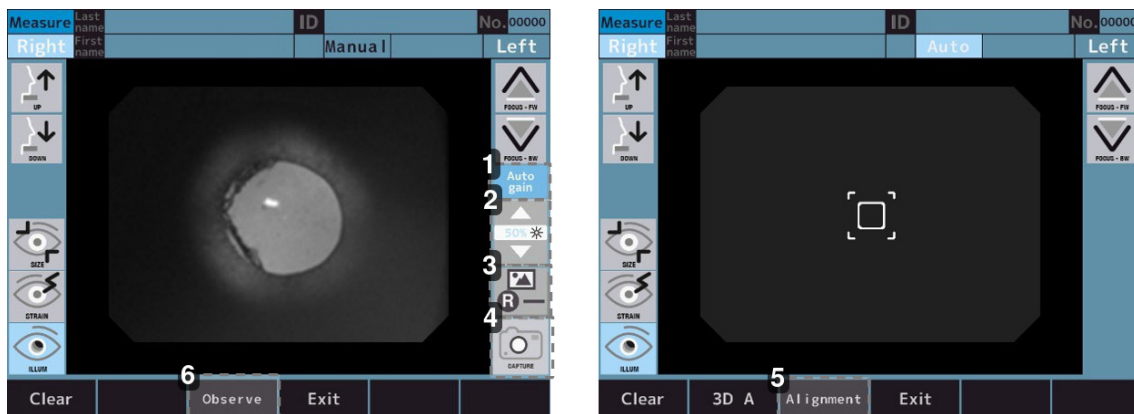 Measure Last name ID No. 00000
Right First name Manual Left
UP
FOCUS - FW
DOWN
FOCUS - BW
1
Auto gain
2
50%
SIZE
3
R
STRAIN
4
CAPTURE
ILLUM
6
Clear Observe Exit
Measure Last name ID No. 00000
Right First name Auto Left
UP
FOCUS - FW
DOWN
FOCUS - BW
SIZE
STRAIN
ILLUM
5
Clear 3D A Alignment Exit